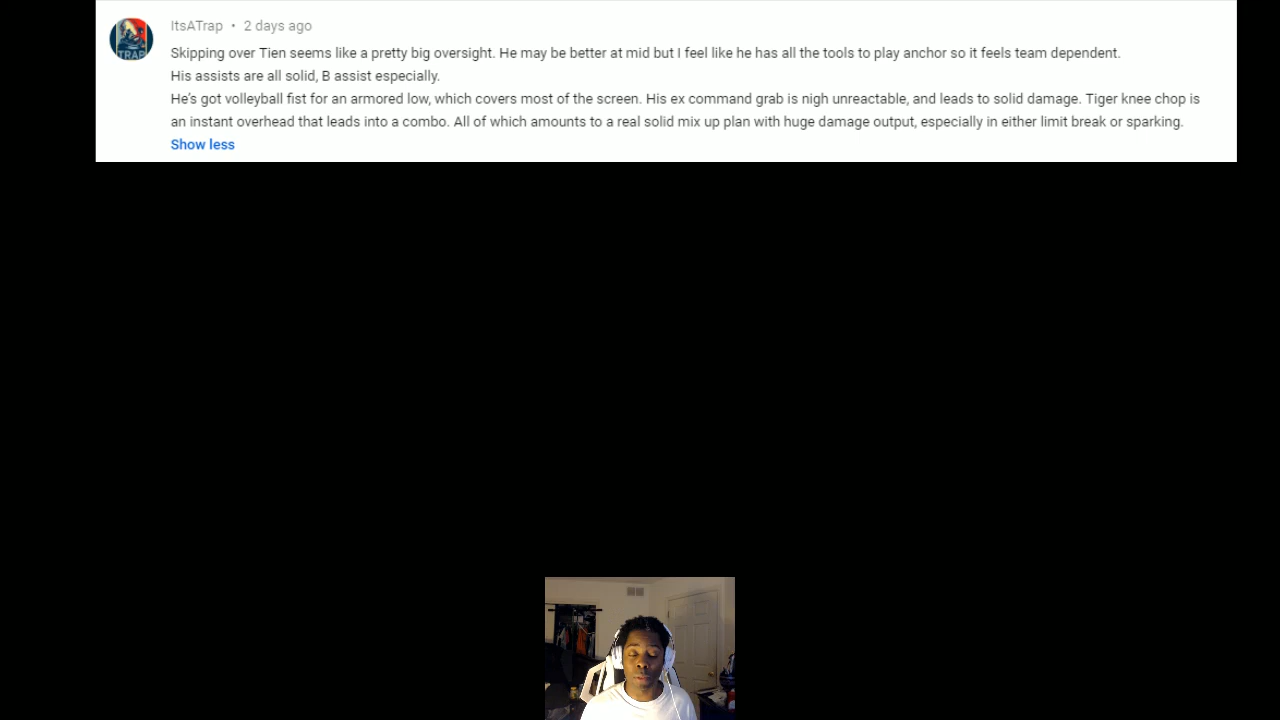 ItsATrap • 2 days ago
Skipping over Tien seems like a pretty big oversight. He may be better at mid but I feel like he has all the tools to play anchor so it feels team dependent.
His assists are all solid, B assist especially.
He's got volleyball fist for an armored low, which covers most of the screen. His ex command grab is nigh unreactable, and leads to solid damage. Tiger knee chop is
an instant overhead that leads into a combo. All of which amounts to a real solid mix up plan with huge damage output, especially in either limit break or sparking.
Show less
TRAP